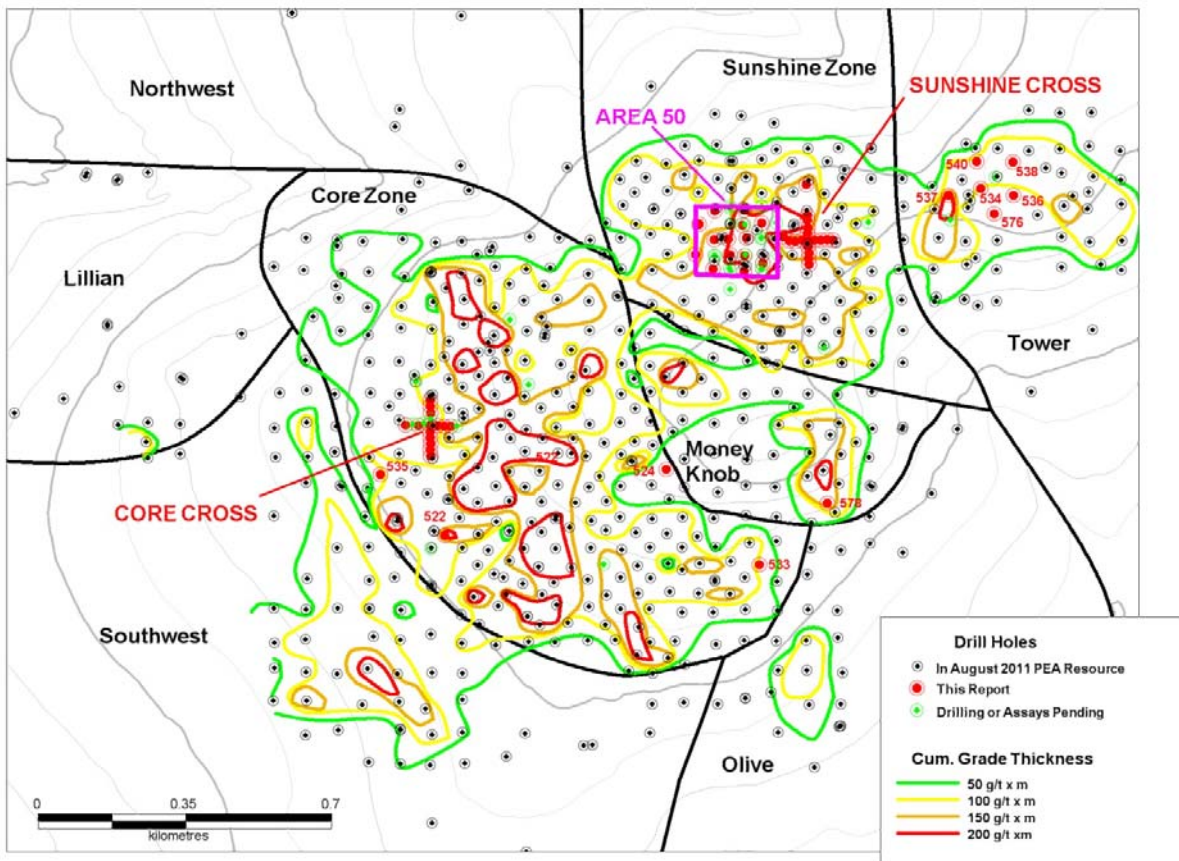 Northwest
Sunshine Zone
SUNSHINE CROSS
AREA 50
540
538
Core Zone
537
534
536
576
Lillian
Tower
Money
Knob
522
524
535
578
CORE CROSS
522
533
Southwest
Olive
Drill Holes
In August 2011 PEA Resource
This Report
Drilling or Assays Pending
Cum. Grade Thickness
50 g/t x m
100 g/t x m
150 g/t x m
200 g/t xm
0
0.35
0.7
kilometres